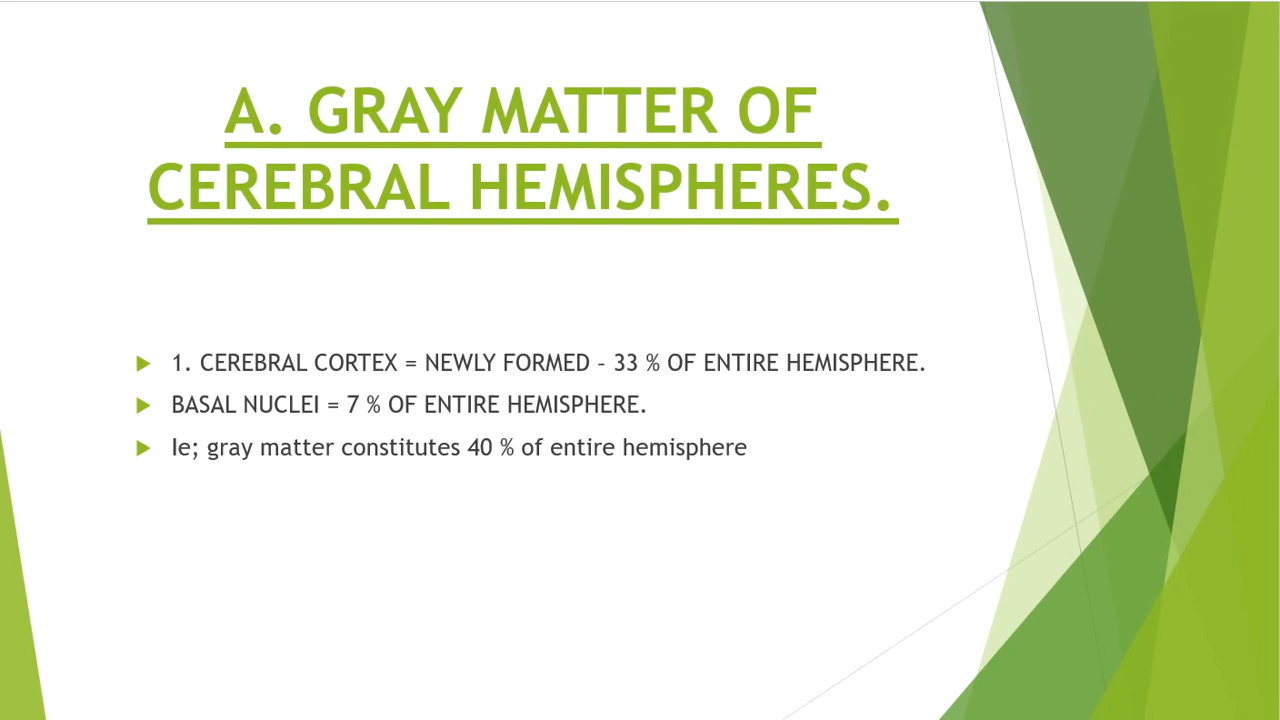 A. GRAY MATTER OF
CEREBRAL HEMISPHERES.
1. CEREBRAL CORTEX = NEWLY FORMED – 33 % OF ENTIRE HEMISPHERE.
BASAL NUCLEI = 7 % OF ENTIRE HEMISPHERE.
Ie; gray matter constitutes 40 % of entire hemisphere